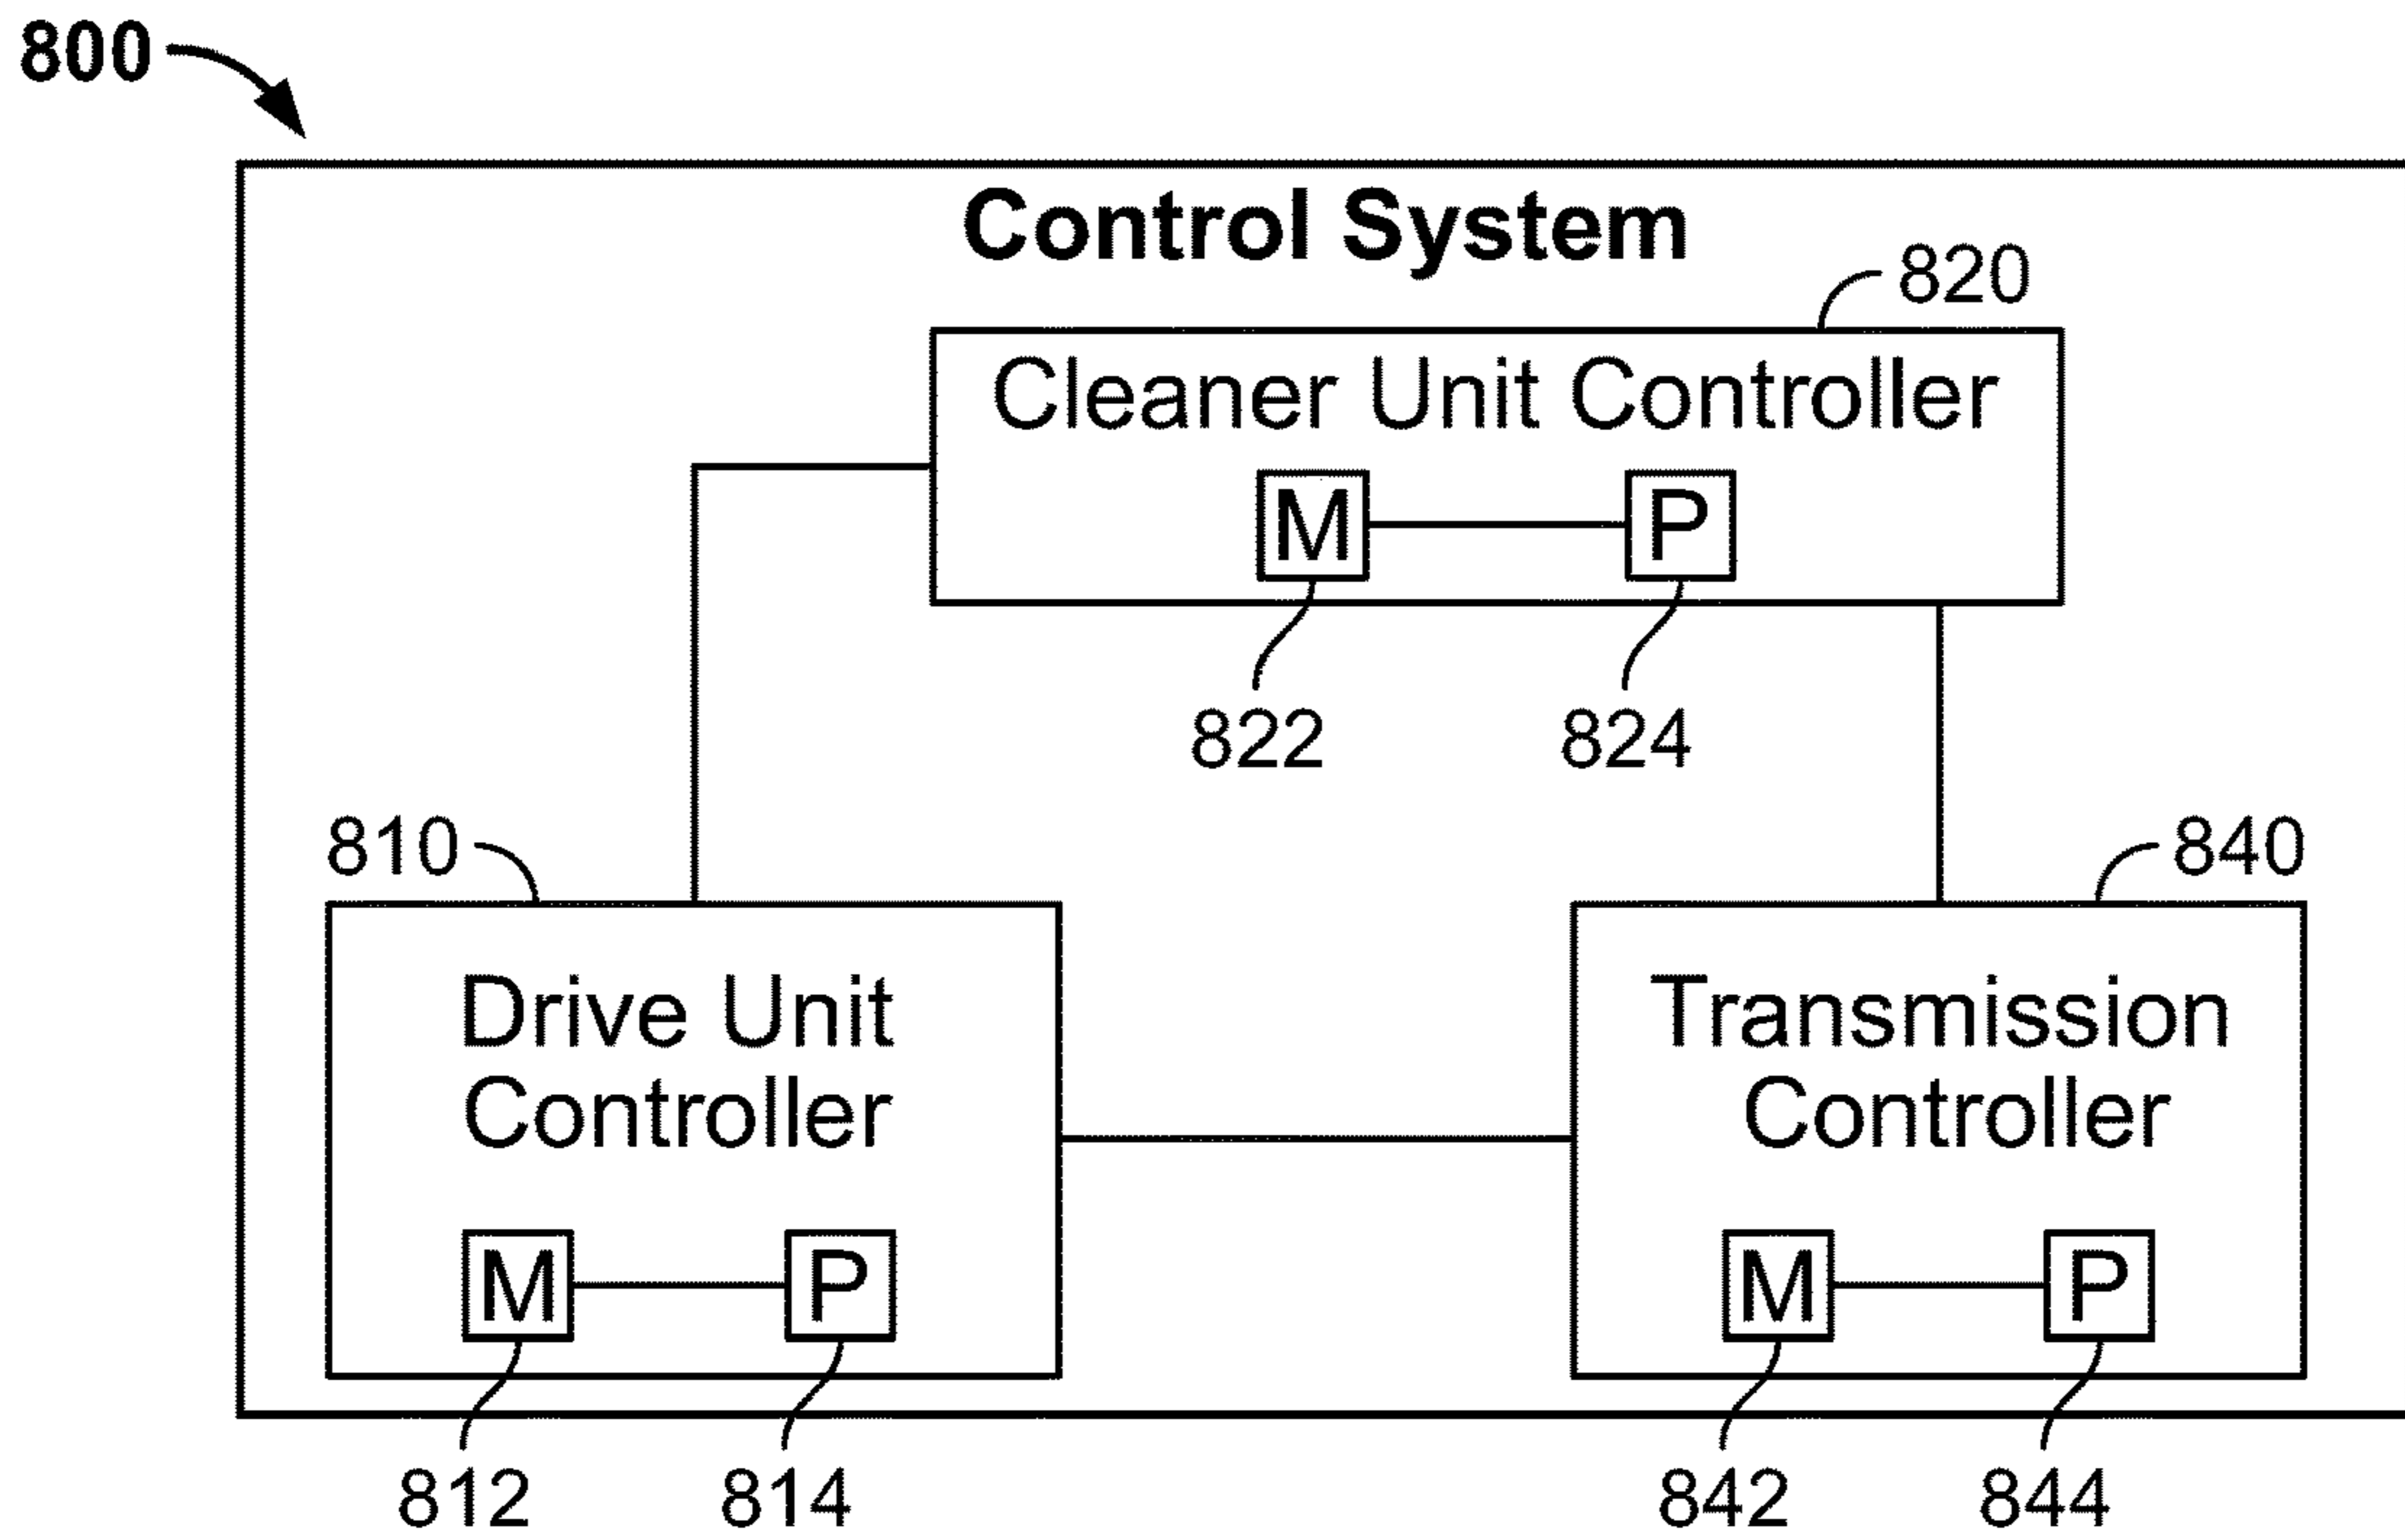 800
Control System
820
Cleaner Unit Controller
M P
822 824
810 840
Drive Unit
Controller
Transmission
Controller
M P
M P
812 814 842 844